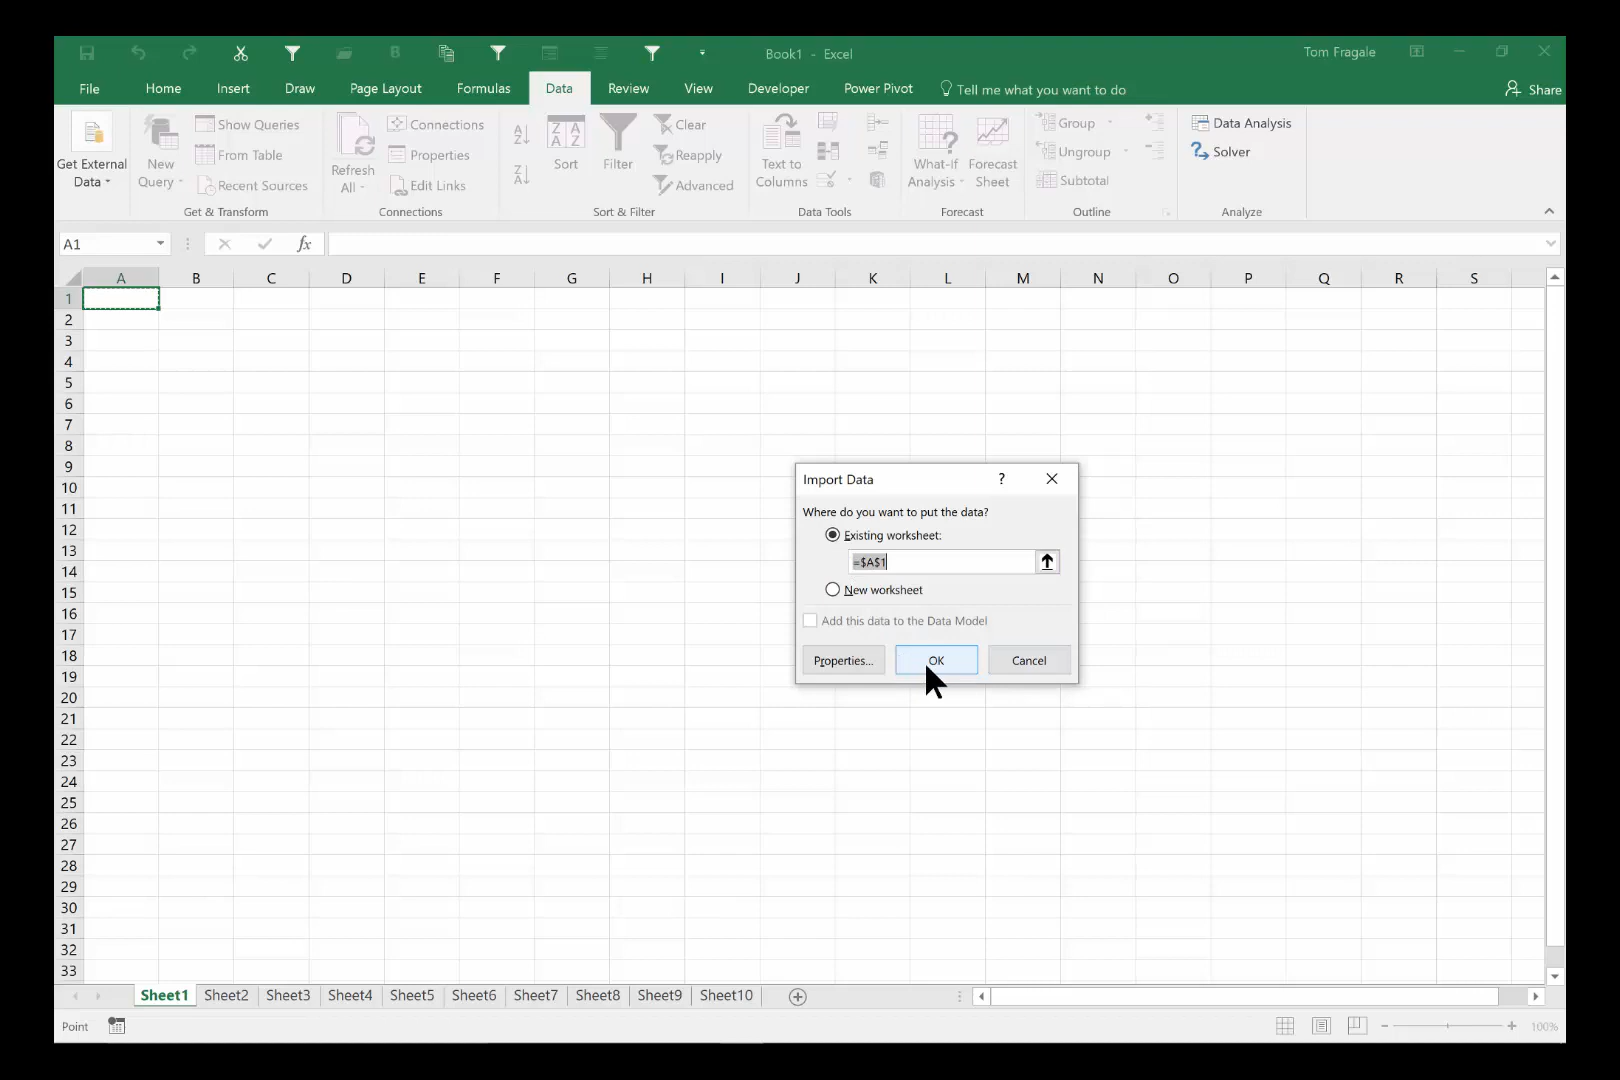 Book1 - Excel
Tom Fragale
File Home Insert Draw Page Layout Formulas Data Review View Developer Power Pivot Tell me what you want to do Share
Get External Data
New Query
Show Queries
From Table
Recent Sources
Get & Transform
Refresh All
Connections
Properties
Edit Links
Connections
Sort
Filter
Clear
Reapply
Advanced
Sort & Filter
Text to Columns
Data Tools
What-If Analysis
Forecast Sheet
Forecast
Group
Ungroup
Subtotal
Outline
Data Analysis
Solver
Analyze
A1
fx
A B C D E F G H I J K L M N O P Q R S
1
2
3
4
5
6
7
8
9
10
11
12
13
14
15
16
17
18
19
20
21
22
23
24
25
26
27
28
29
30
31
32
33
Import Data ?
Where do you want to put the data?
Existing worksheet:
=$A$1
New worksheet
Add this data to the Data Model
Properties... OK Cancel
Sheet1 Sheet2 Sheet3 Sheet4 Sheet5 Sheet6 Sheet7 Sheet8 Sheet9 Sheet10
Point
100%